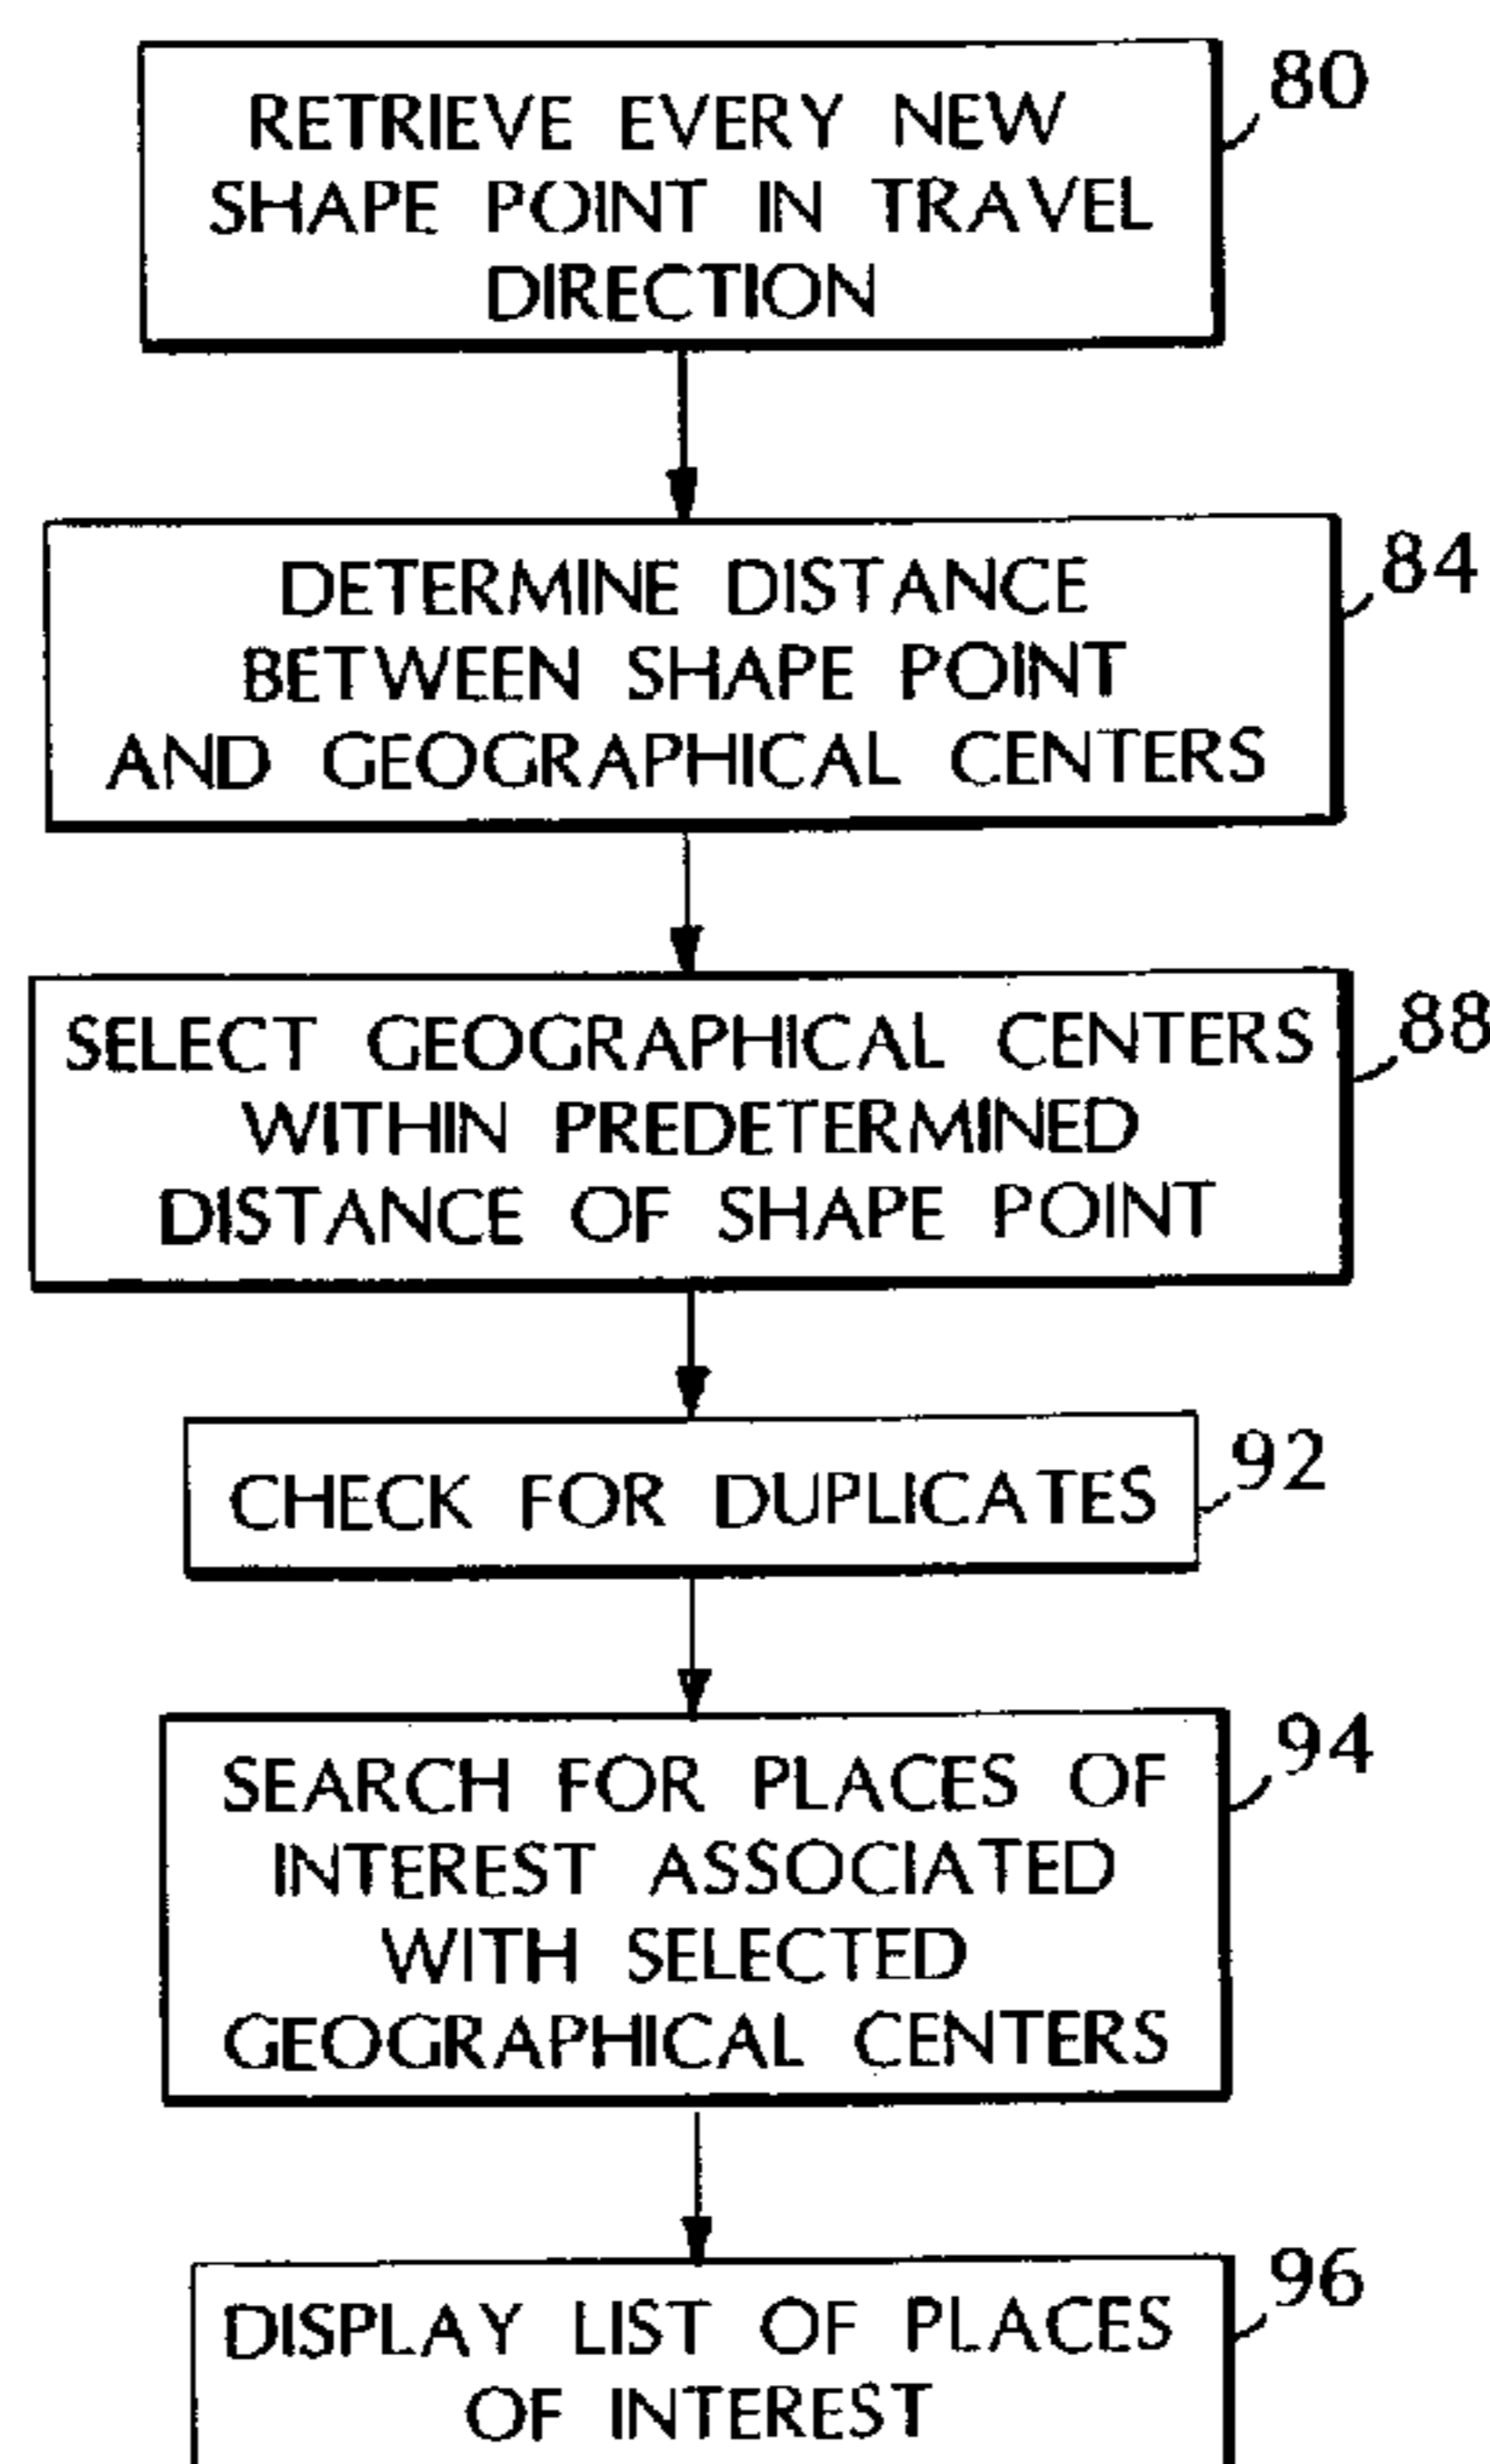 RETRIEVE EVERY NEW
SHAPE POINT IN TRAVEL
DIRECTION
80
DETERMINE DISTANCE
BETWEEN SHAPE POINT
AND GEOGRAPHICAL CENTERS
84
SELECT GEOGRAPHICAL CENTERS
WITHIN PREDETERMINED
DISTANCE OF SHAPE POINT
88
CHECK FOR DUPLICATES
92
SEARCH FOR PLACES OF
INTEREST ASSOCIATED
WITH SELECTED
GEOGRAPHICAL CENTERS
94
DISPLAY LIST OF PLACES
OF INTEREST
96